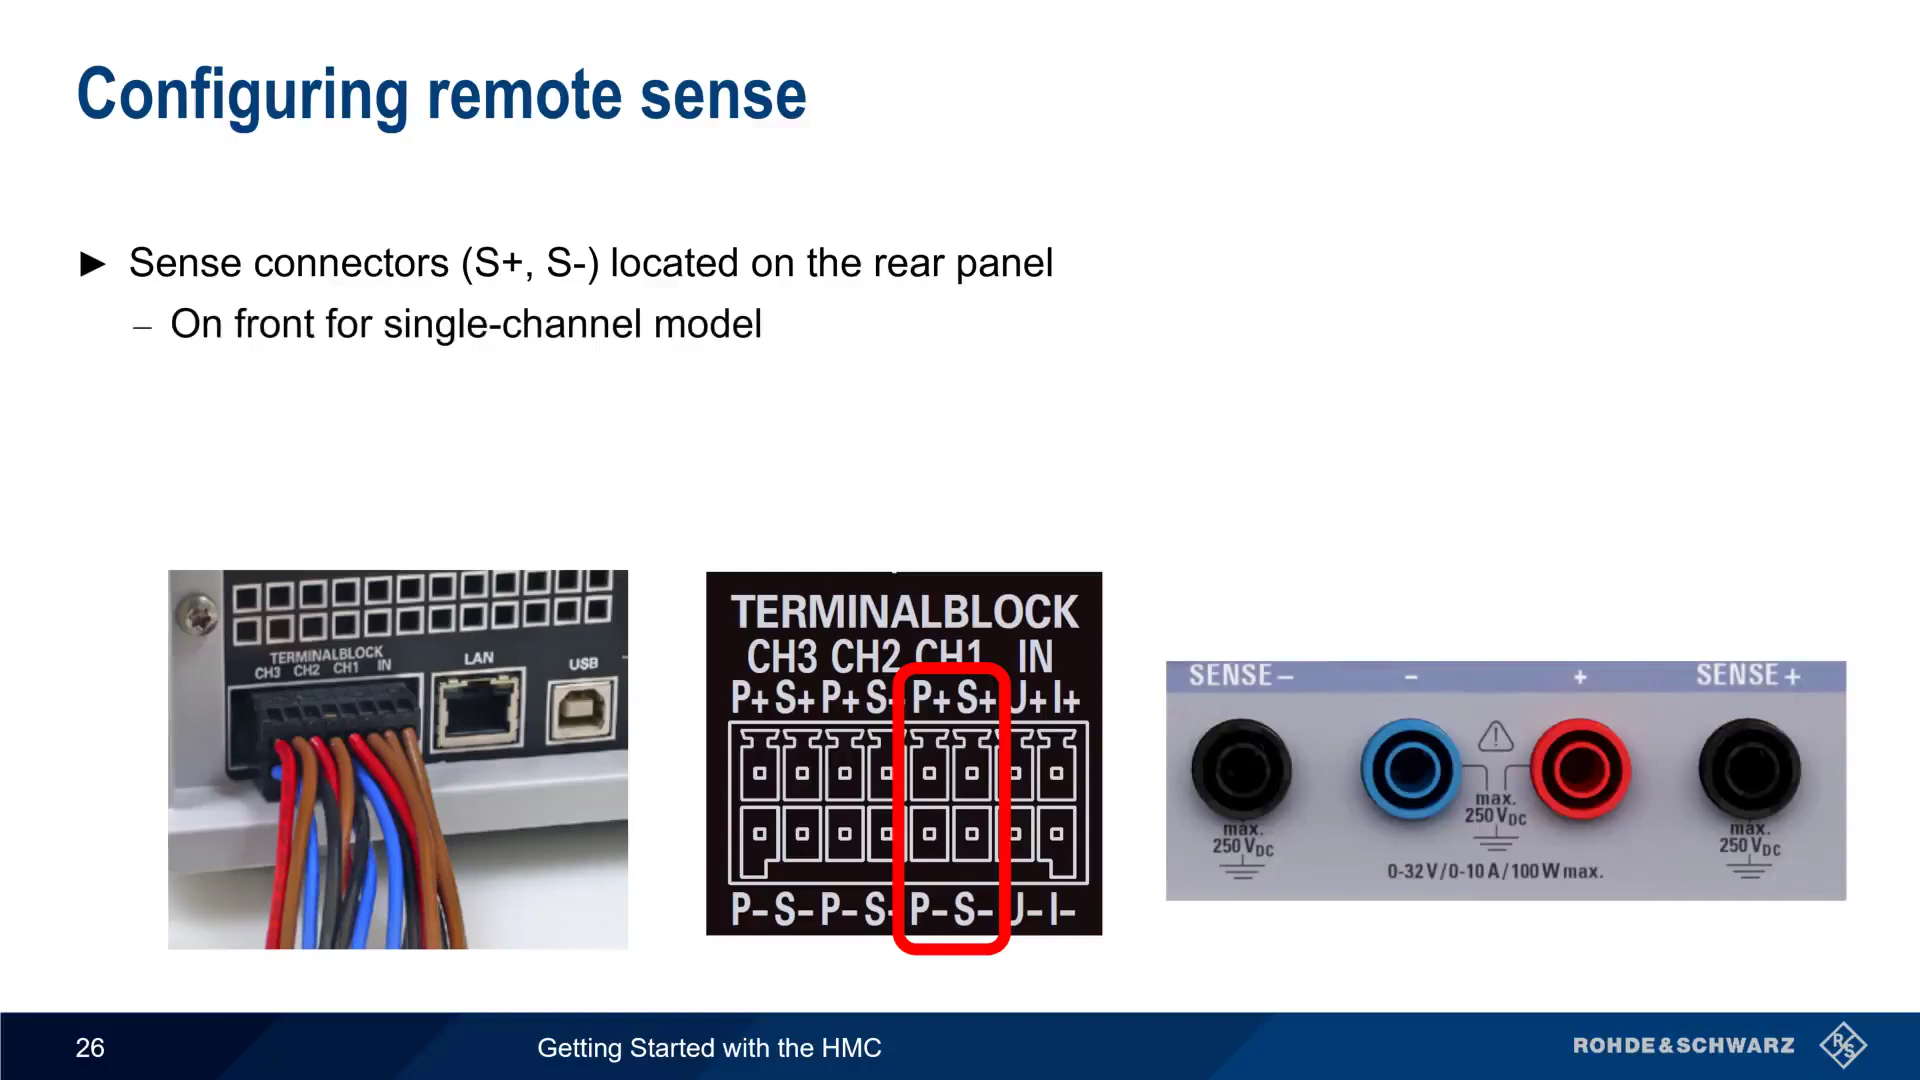 Configuring remote sense
► Sense connectors (S+, S-) located on the rear panel
– On front for single-channel model
TERMINALBLOCK
CH3 CH2 CH1 IN
LAN
USB
TERMINALBLOCK
CH3 CH2 CH1 IN
P+ S+ P+ S+ P+ S+ U+ I+
P- S- P- S- P- S- U- I-
SENSE – - + SENSE +
max.
250 VDC
max.
250 VDC
max.
250 VDC
0-32 V / 0-10 A / 100 W max.
26
Getting Started with the HMC
ROHDE & SCHWARZ
R S